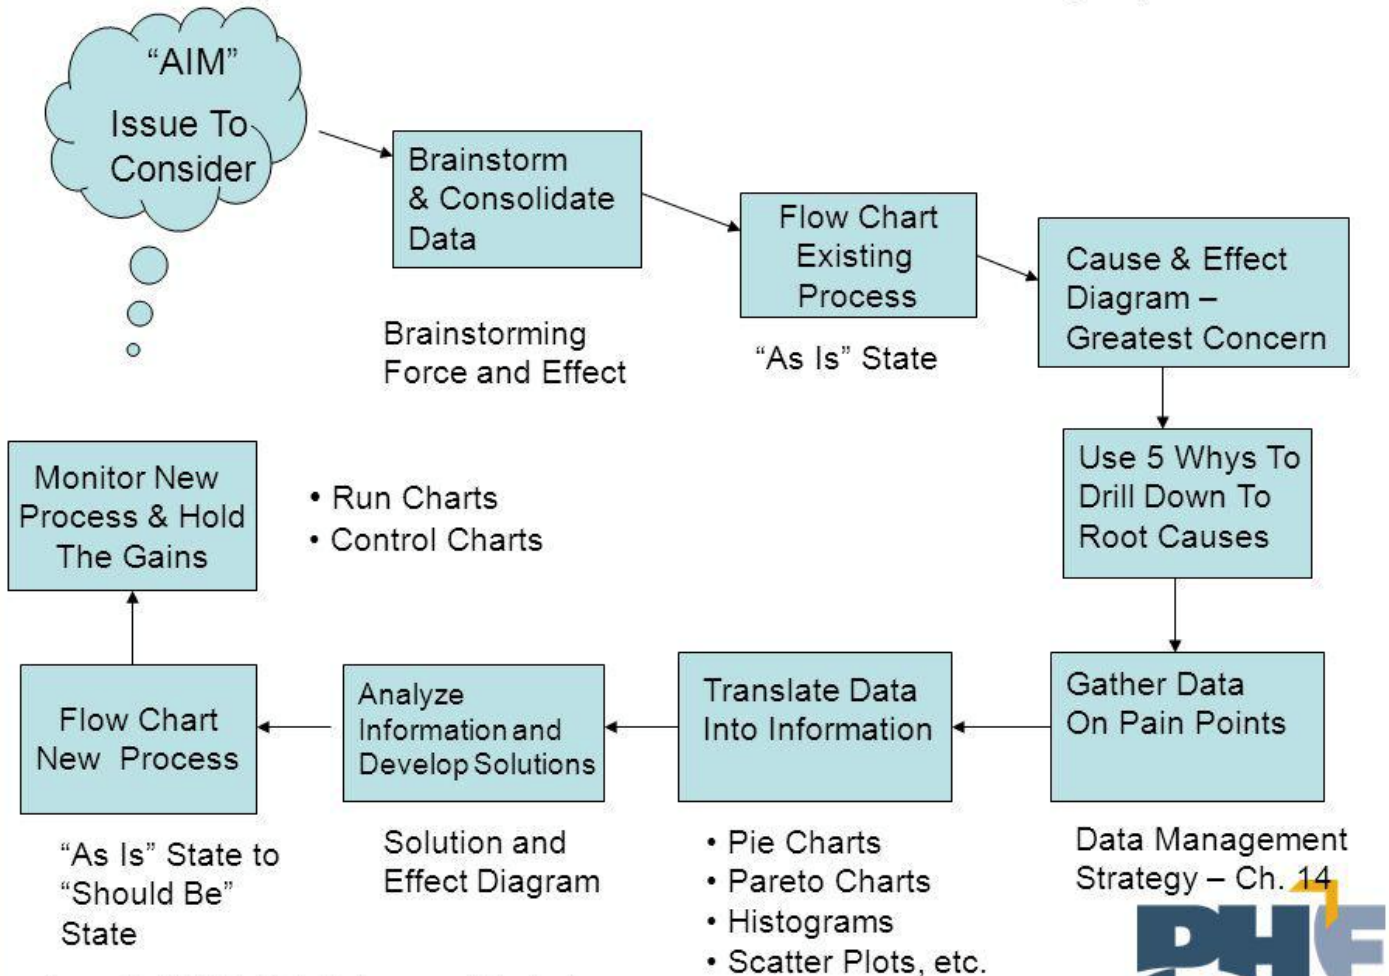 “AIM”
Issue To
Consider
Brainstorm
& Consolidate
Data
Brainstorming
Force and Effect
Flow Chart
Existing
Process
“As Is” State
Cause & Effect
Diagram –
Greatest Concern
Use 5 Whys To
Drill Down To
Root Causes
Gather Data
On Pain Points
Data Management
Strategy – Ch. 14
Translate Data
Into Information
• Pie Charts
• Pareto Charts
• Histograms
• Scatter Plots, etc.
Analyze
Information and
Develop Solutions
Solution and
Effect Diagram
Flow Chart
New Process
“As Is” State to
“Should Be”
State
Monitor New
Process & Hold
The Gains
• Run Charts
• Control Charts
PHF